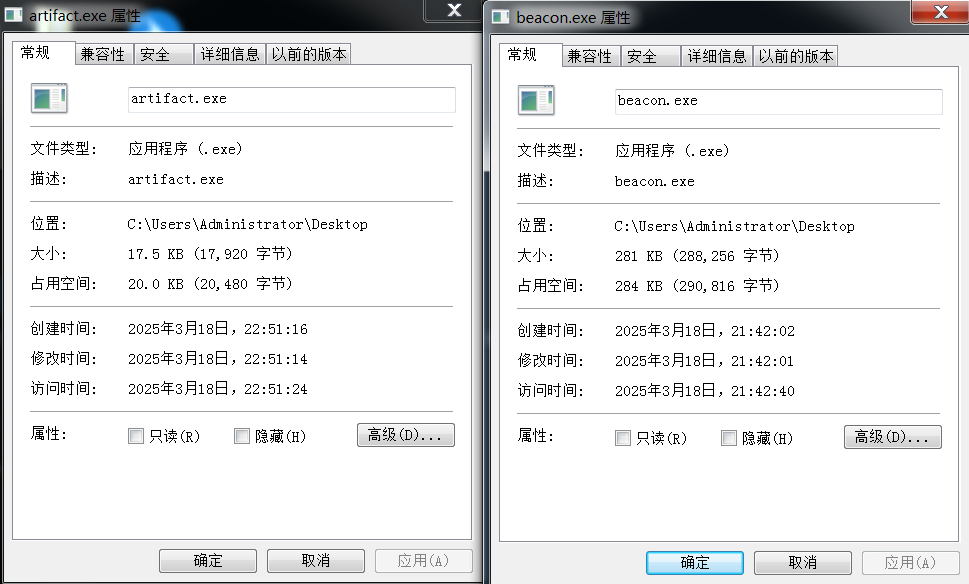 artifact.exe 属性
常规 兼容性 安全 详细信息 以前的版本
artifact.exe
文件类型: 应用程序 (.exe)
描述: artifact.exe
位置: C:\Users\Administrator\Desktop
大小: 17.5 KB (17,920 字节)
占用空间: 20.0 KB (20,480 字节)
创建时间: 2025年3月18日，22:51:16
修改时间: 2025年3月18日，22:51:14
访问时间: 2025年3月18日，22:51:24
属性: 只读(R) 隐藏(H) 高级(D)...
确定 取消 应用(A)
beacon.exe 属性
常规 兼容性 安全 详细信息 以前的版本
beacon.exe
文件类型: 应用程序 (.exe)
描述: beacon.exe
位置: C:\Users\Administrator\Desktop
大小: 281 KB (288,256 字节)
占用空间: 284 KB (290,816 字节)
创建时间: 2025年3月18日，21:42:02
修改时间: 2025年3月18日，21:42:01
访问时间: 2025年3月18日，21:42:40
属性: 只读(R) 隐藏(H) 高级(D)...
确定 取消 应用(A)